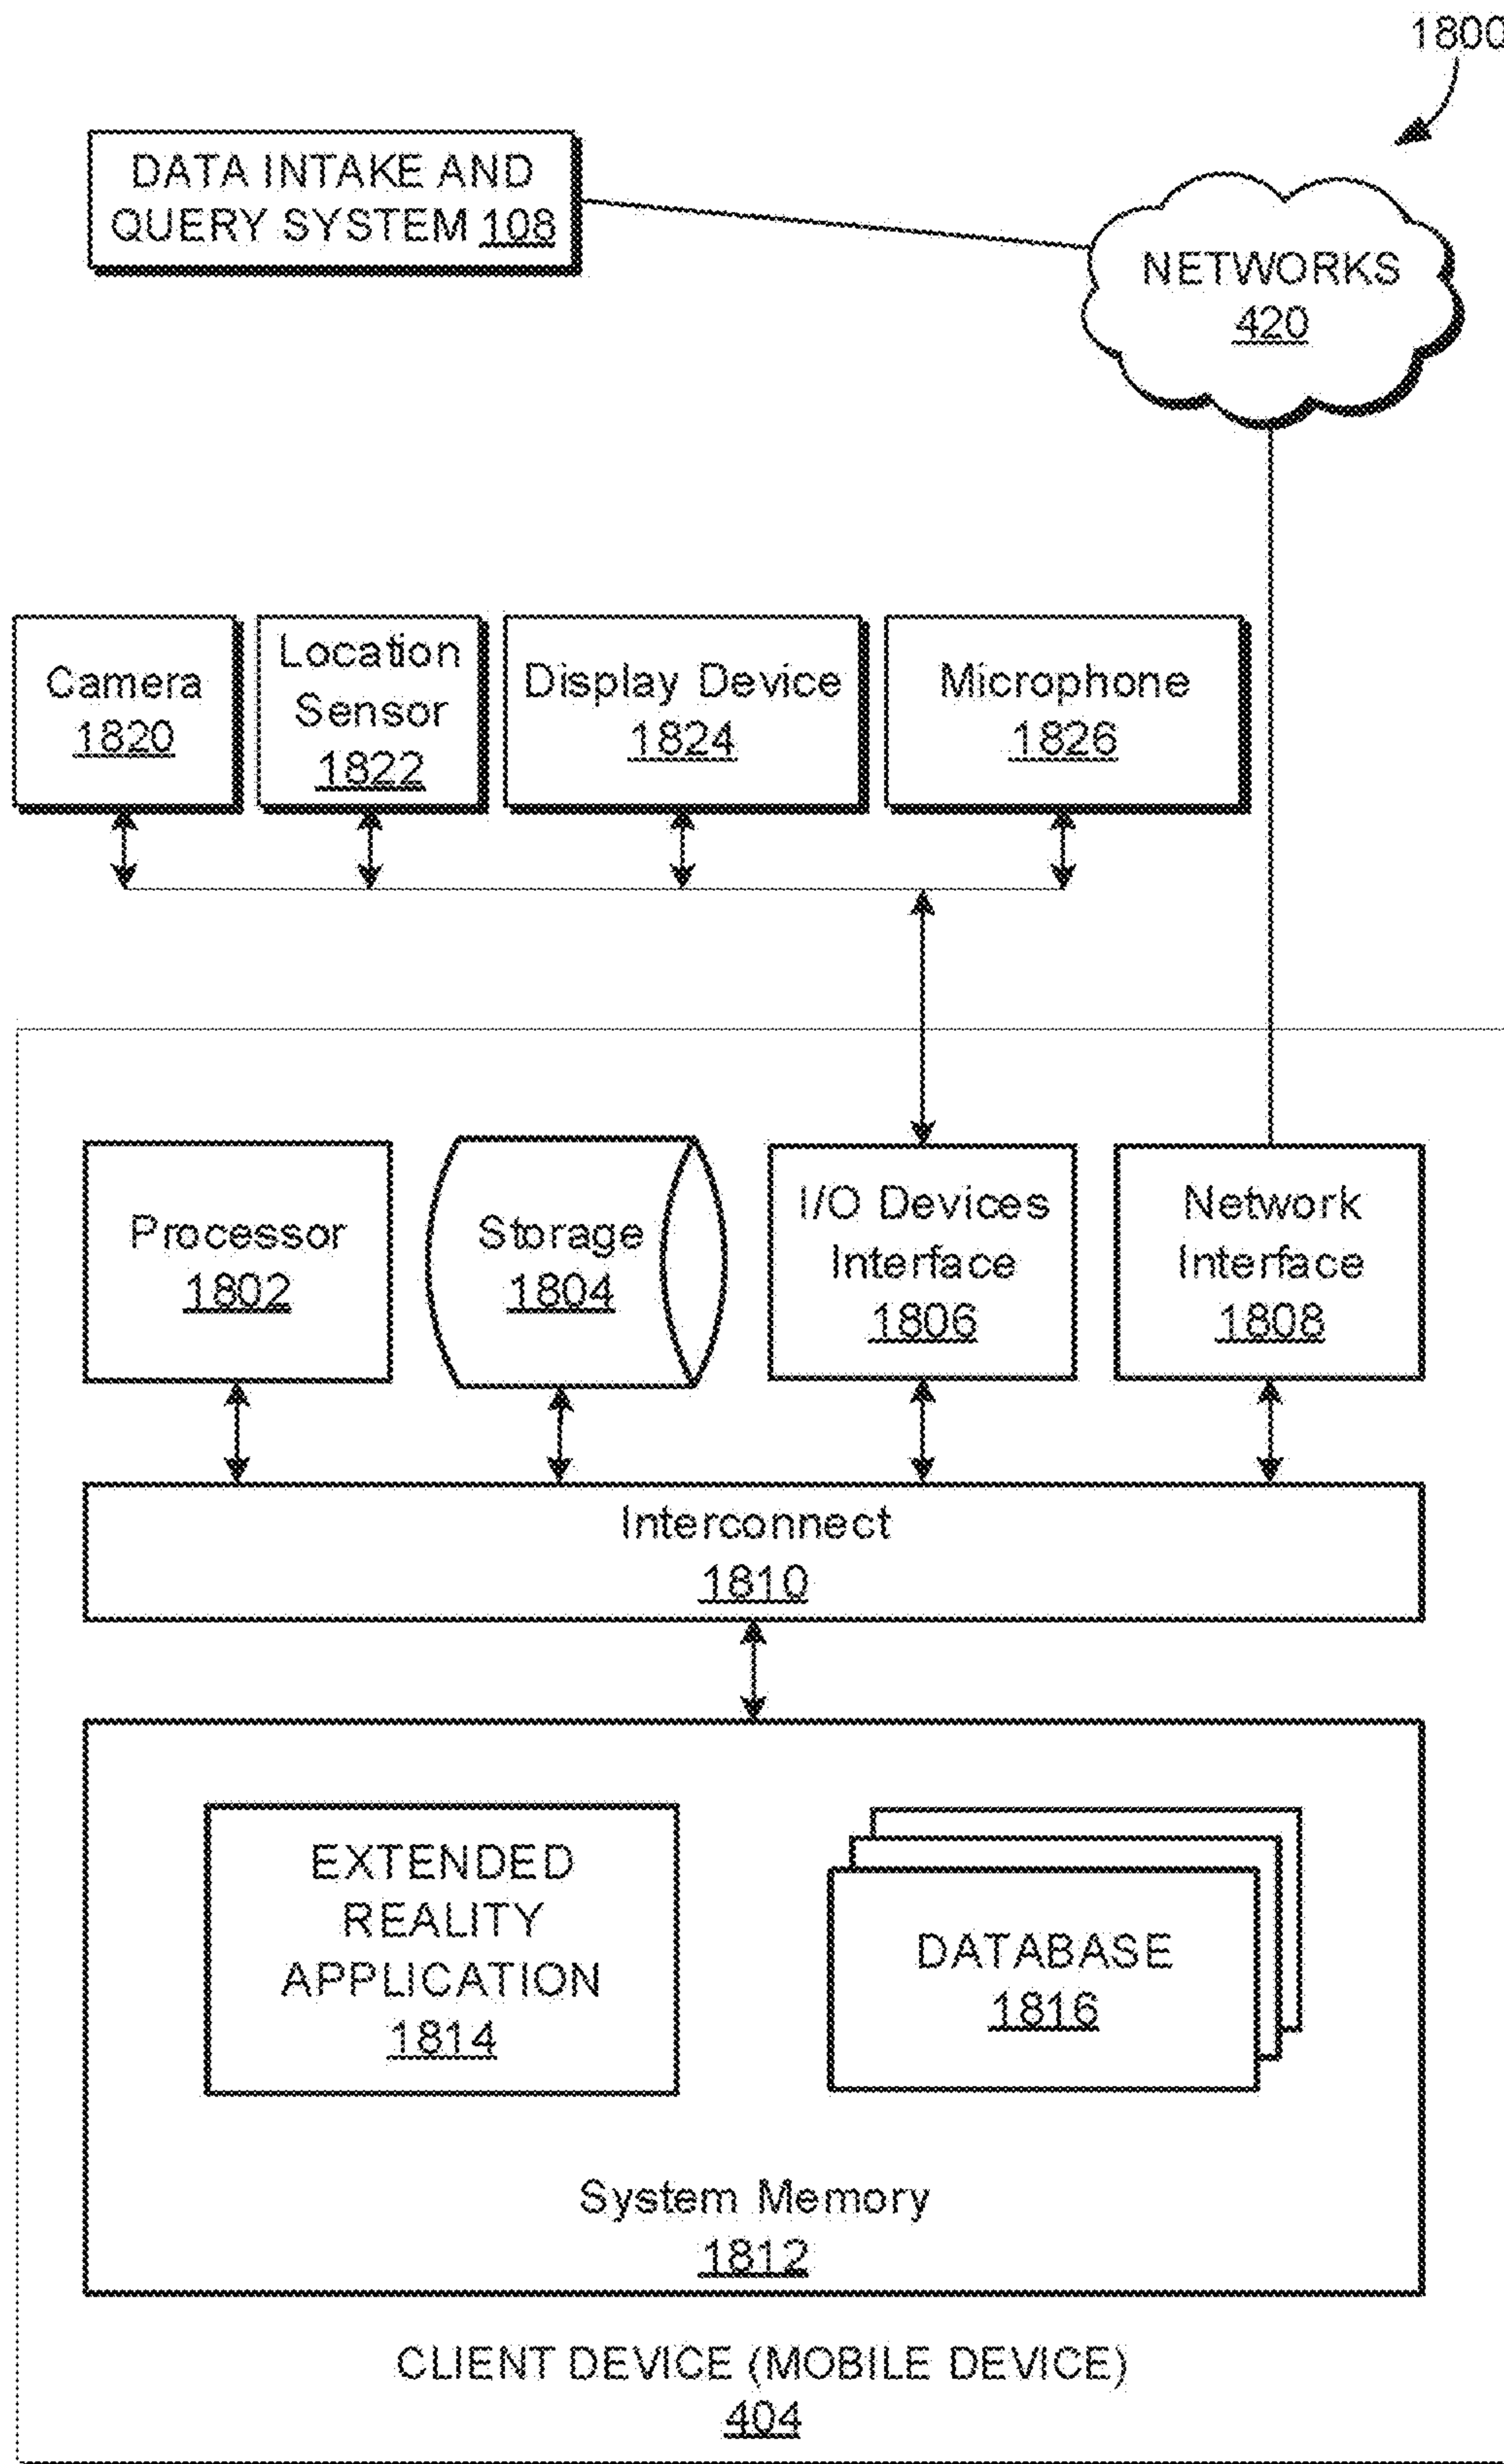 1800
DATA INTAKE AND
QUERY SYSTEM 108
NETWORKS
420
Camera
1820
Location
Sensor
1822
Display Device
1824
Microphone
1826
Processor
1802
Storage
1804
I/O Devices
Interface
1806
Network
Interface
1808
Interconnect
1810
EXTENDED
REALITY
APPLICATION
1814
DATABASE
1816
System Memory
1812
CLIENT DEVICE (MOBILE DEVICE)
404